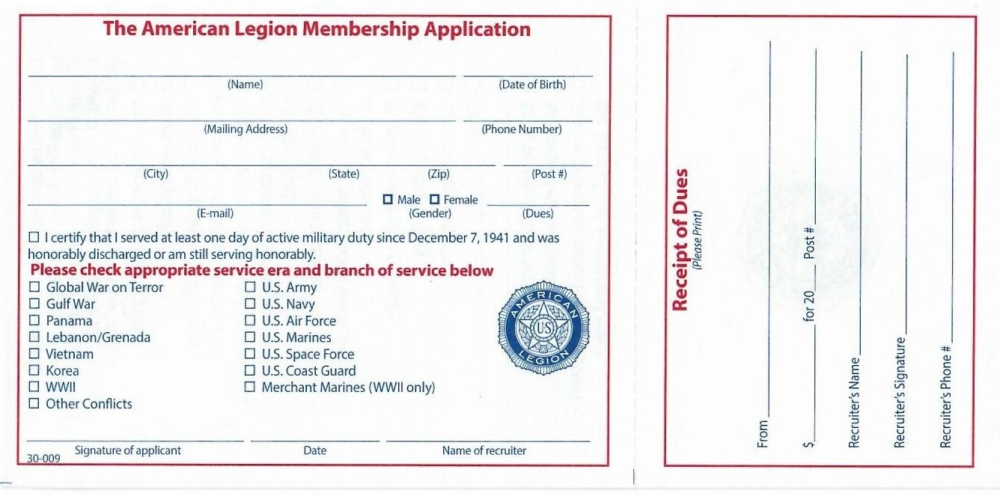 The American Legion Membership Application
(Name) (Date of Birth)
(Mailing Address) (Phone Number)
(City) (State) (Zip) (Post #)
☐ Male ☐ Female
(E-mail) (Gender) (Dues)
☐ I certify that I served at least one day of active military duty since December 7, 1941 and was
honorably discharged or am still serving honorably.
Please check appropriate service era and branch of service below
☐ Global War on Terror
☐ Gulf War
☐ Panama
☐ Lebanon/Grenada
☐ Vietnam
☐ Korea
☐ WWII
☐ Other Conflicts
☐ U.S. Army
☐ U.S. Navy
☐ U.S. Air Force
☐ U.S. Marines
☐ U.S. Space Force
☐ U.S. Coast Guard
☐ Merchant Marines (WWII only)
AMERICAN
US
LEGION
Signature of applicant Date Name of recruiter
30-009
Receipt of Dues
(Please Print)
From
$ for 20 Post #
Recruiter's Name
Recruiter's Signature
Recruiter's Phone #